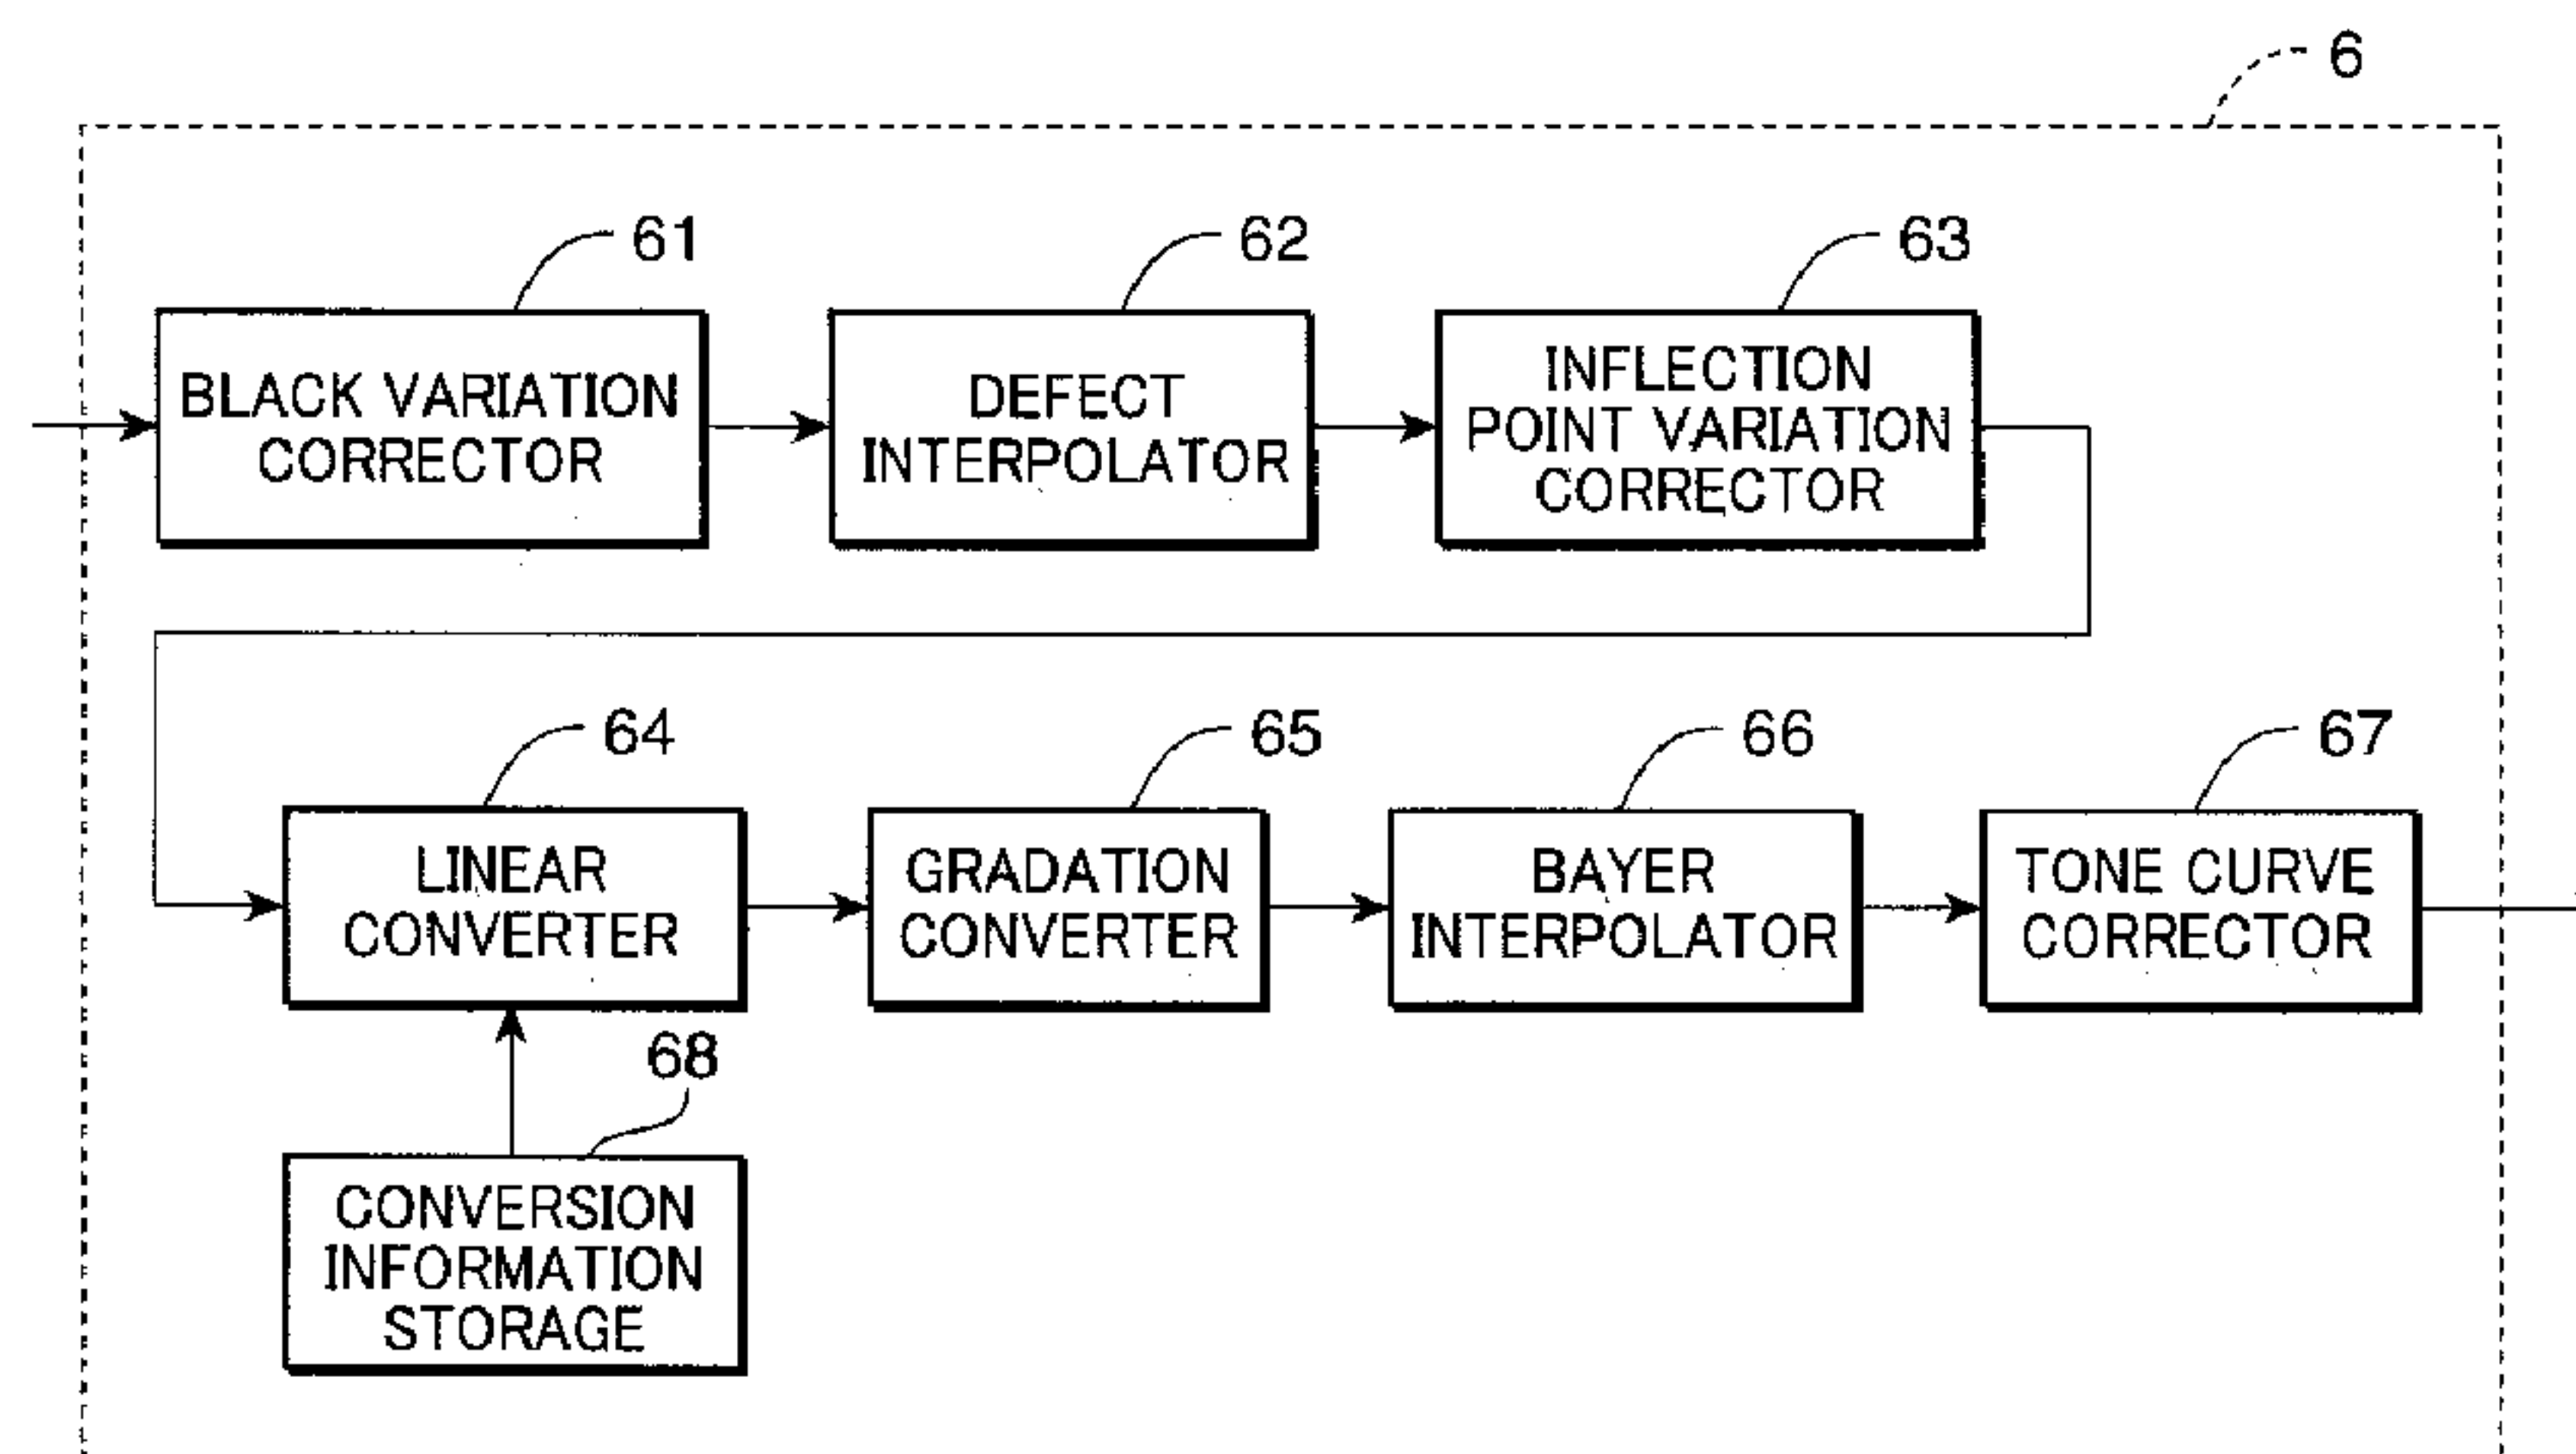 6
61
62
63
BLACK VARIATION
CORRECTOR
DEFECT
INTERPOLATOR
INFLECTION
POINT VARIATION
CORRECTOR
64
65
66
67
LINEAR
CONVERTER
GRADATION
CONVERTER
BAYER
INTERPOLATOR
TONE CURVE
CORRECTOR
68
CONVERSION
INFORMATION
STORAGE